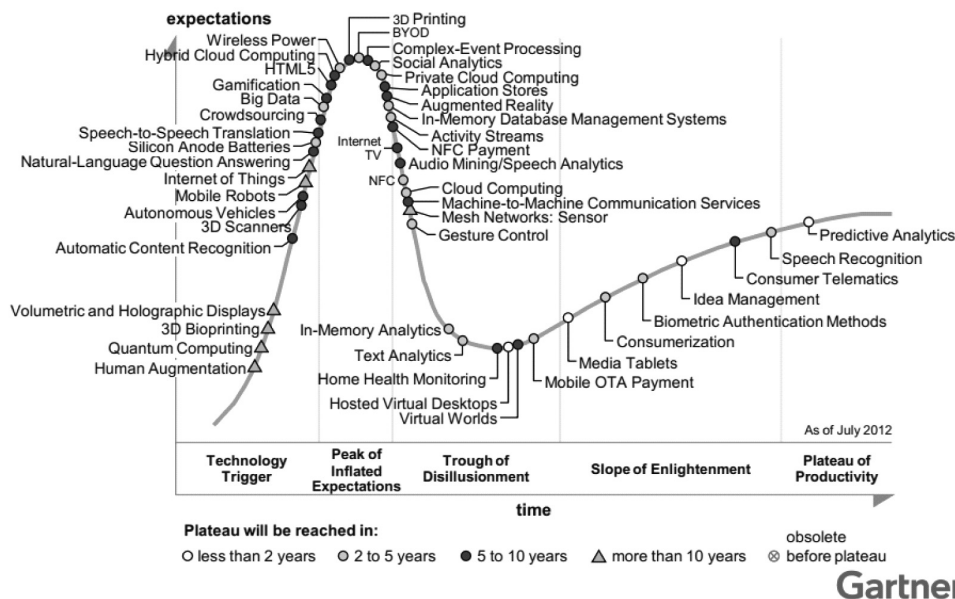 expectations
3D Printing
BYOD
Wireless Power
Complex-Event Processing
Hybrid Cloud Computing
Social Analytics
HTML5
Private Cloud Computing
Gamification
Application Stores
Big Data
Augmented Reality
Crowdsourcing
In-Memory Database Management Systems
Speech-to-Speech Translation
Activity Streams
Silicon Anode Batteries
Internet
TV
NFC Payment
Natural-Language Question Answering
Audio Mining/Speech Analytics
Internet of Things
NFC
Mobile Robots
Cloud Computing
Autonomous Vehicles
Machine-to-Machine Communication Services
3D Scanners
Mesh Networks: Sensor
Automatic Content Recognition
Gesture Control
Predictive Analytics
Speech Recognition
Consumer Telematics
Idea Management
Volumetric and Holographic Displays
Biometric Authentication Methods
3D Bioprinting
In-Memory Analytics
Consumerization
Quantum Computing
Text Analytics
Media Tablets
Human Augmentation
Home Health Monitoring
Mobile OTA Payment
Hosted Virtual Desktops
Virtual Worlds
As of July 2012
Technology
Trigger
Peak of
Inflated
Expectations
Trough of
Disillusionment
Slope of Enlightenment
Plateau of
Productivity
time
Plateau will be reached in:
less than 2 years
2 to 5 years
5 to 10 years
more than 10 years
obsolete
before plateau
Gartner